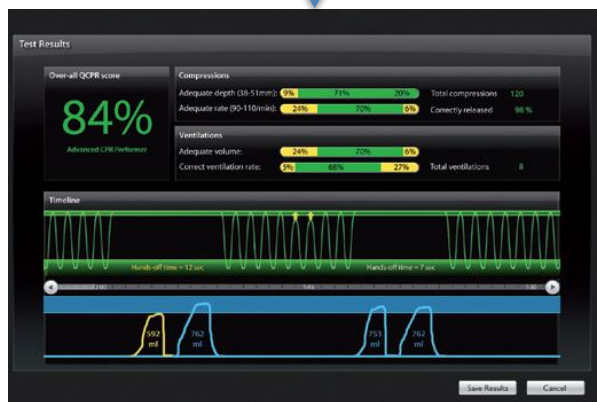 Test Results
Over-all QCPR score
84%
Advanced CPR Performer
Compressions
Adequate depth (38-51mm): 9% 71% 20% Total compressions 120
Adequate rate (90-110/min): 24% 70% 6% Correctly released 98 %
Ventilations
Adequate volume: 24% 70% 6%
Correct ventilation rate: 5% 68% 27% Total ventilations 8
Timeline
Hands-off time = 12 sec Hands-off time = 7 sec
592 ml
762 ml
753 ml
762 ml
Save Results Cancel